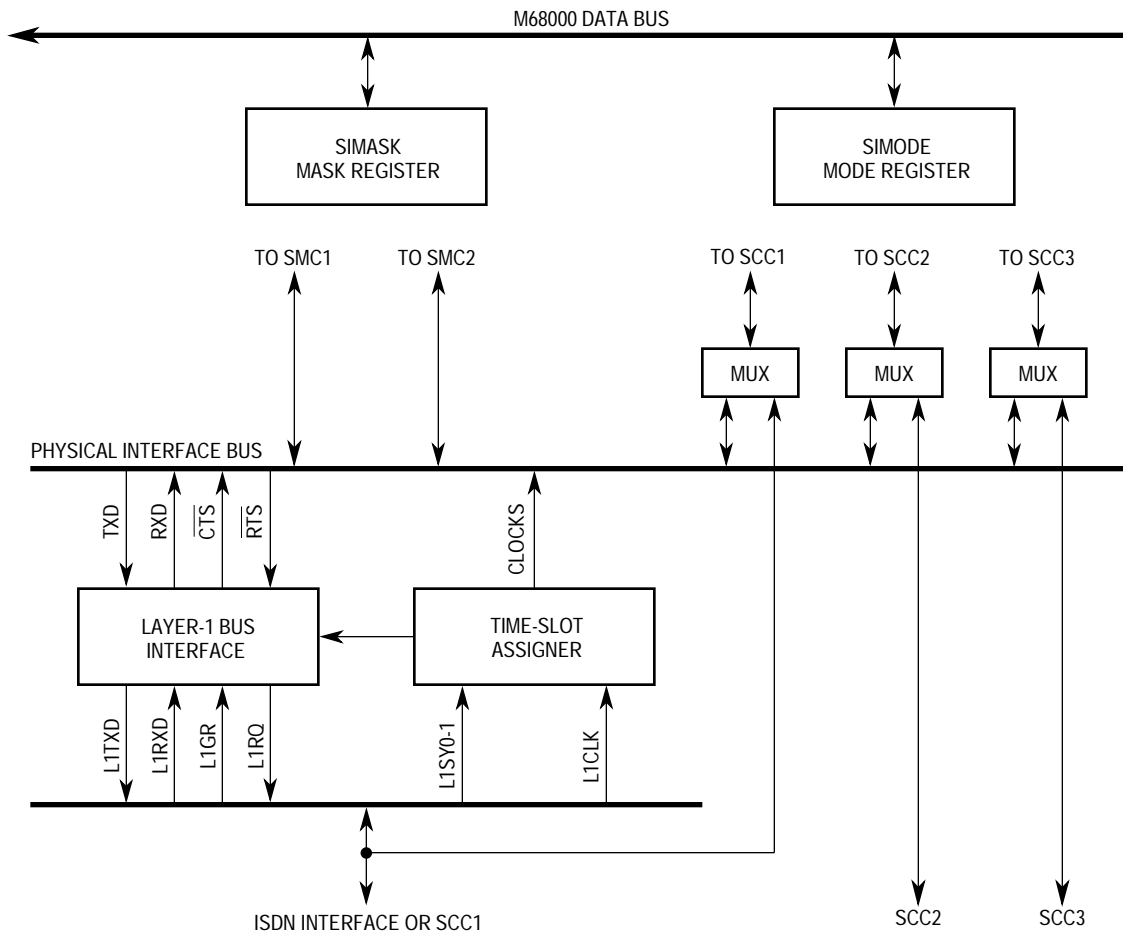 M68000 DATA BUS
SIMASK
MASK REGISTER
SIMODE
MODE REGISTER
TO SMC1
TO SMC2
TO SCC1
TO SCC2
TO SCC3
MUX
MUX
MUX
PHYSICAL INTERFACE BUS
TXD
RXD
C̅T̅S̅
R̅T̅S̅
CLOCKS
LAYER-1 BUS
INTERFACE
TIME-SLOT
ASSIGNER
L1TXD
L1RXD
L1GR
L1RQ
L1SY0-1
L1CLK
ISDN INTERFACE OR SCC1
SCC2
SCC3